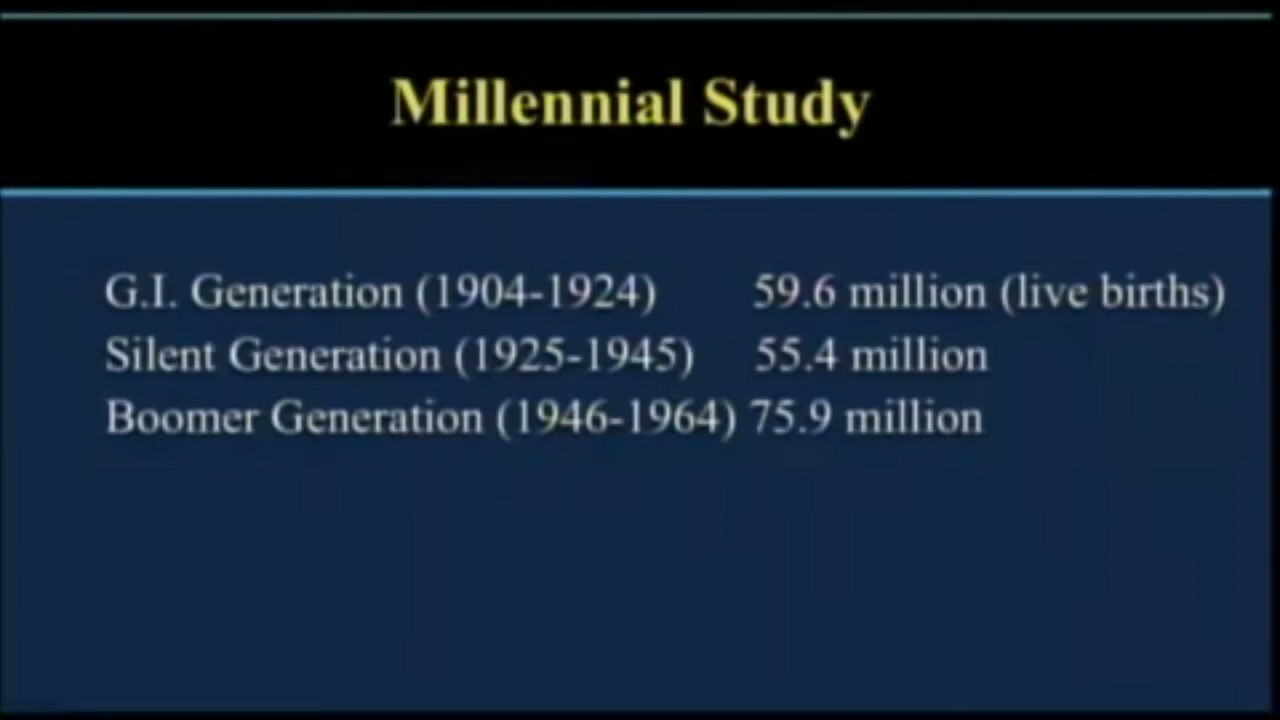 Millennial Study
G.I. Generation (1904-1924) 59.6 million (live births)
Silent Generation (1925-1945) 55.4 million
Boomer Generation (1946-1964) 75.9 million